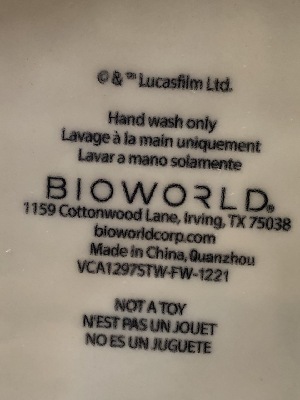 © & ™ Lucasfilm Ltd.
Hand wash only
Lavage à la main uniquement
Lavar a mano solamente
BIOWORLD®
1159 Cottonwood Lane, Irving, TX 75038
bioworldcorp.com
Made in China, Quanzhou
VCA1297STW-FW-1221
NOT A TOY
N'EST PAS UN JOUET
NO ES UN JUGUETE